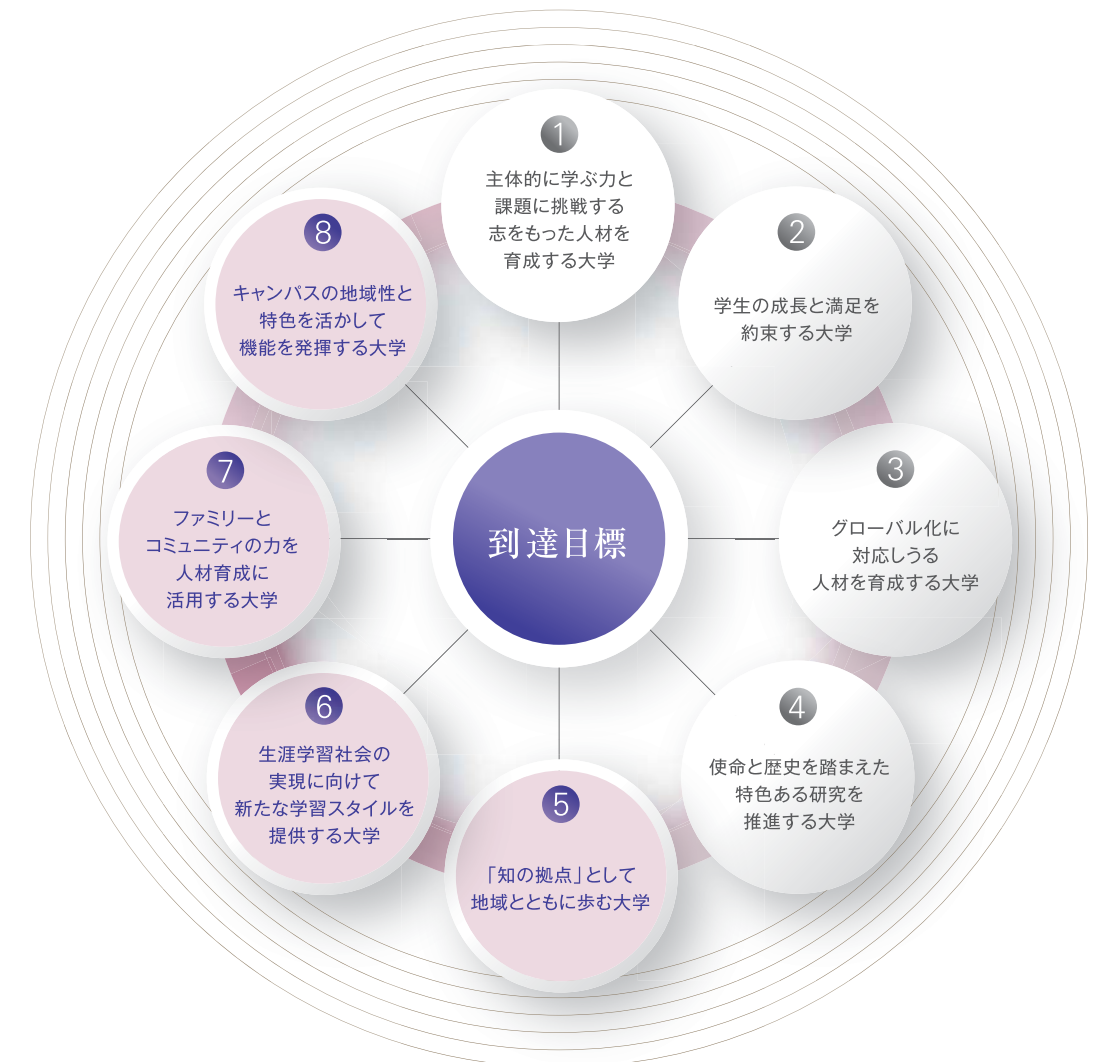 1
主体的に学ぶ力と
課題に挑戦する
志をもった人材を
育成する大学
2
学生の成長と満足を
約束する大学
3
グローバル化に
対応しうる
人材を育成する大学
4
使命と歴史を踏まえた
特色ある研究を
推進する大学
5
「知の拠点」として
地域とともに歩む大学
6
生涯学習社会の
実現に向けて
新たな学習スタイルを
提供する大学
7
ファミリーと
コミュニティの力を
人材育成に
活用する大学
8
キャンパスの地域性と
特色を活かして
機能を発揮する大学
到達目標